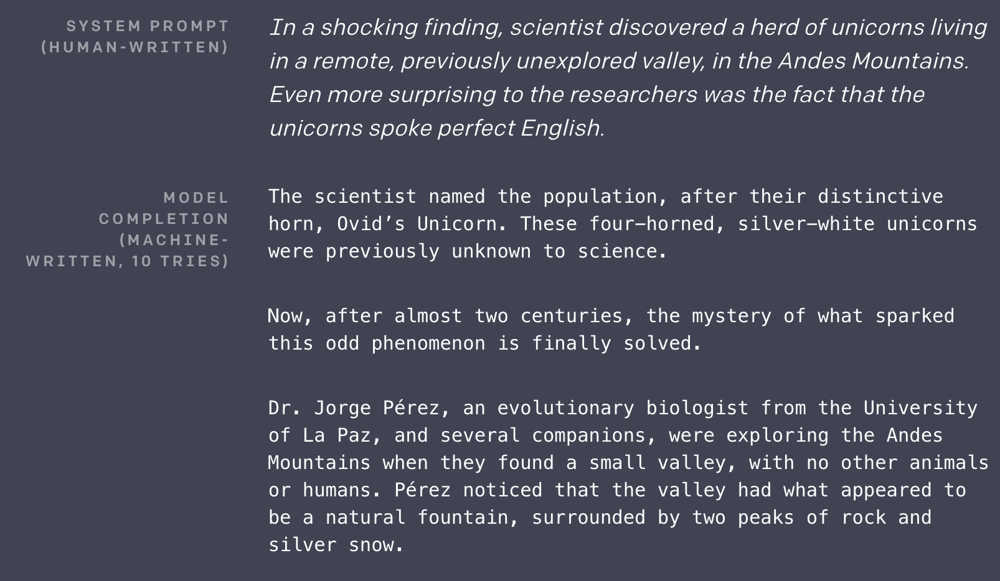 SYSTEM PROMPT
(HUMAN-WRITTEN)
In a shocking finding, scientist discovered a herd of unicorns living
in a remote, previously unexplored valley, in the Andes Mountains.
Even more surprising to the researchers was the fact that the
unicorns spoke perfect English.
MODEL
COMPLETION
(MACHINE-
WRITTEN, 10 TRIES)
The scientist named the population, after their distinctive
horn, Ovid’s Unicorn. These four-horned, silver-white unicorns
were previously unknown to science.
Now, after almost two centuries, the mystery of what sparked
this odd phenomenon is finally solved.
Dr. Jorge Pérez, an evolutionary biologist from the University
of La Paz, and several companions, were exploring the Andes
Mountains when they found a small valley, with no other animals
or humans. Pérez noticed that the valley had what appeared to
be a natural fountain, surrounded by two peaks of rock and
silver snow.